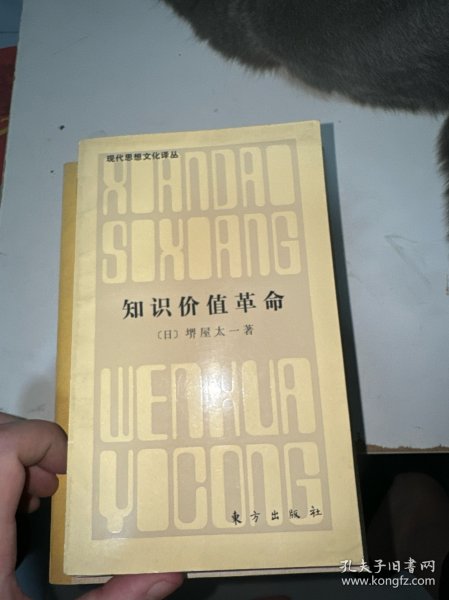 现代思想文化译丛
XIANDAI
SIXIANG
知识价值革命
〔日〕堺屋太一著
WENHUA
YICONG
東方出版社
孔夫子旧书网
www.kongfz.com